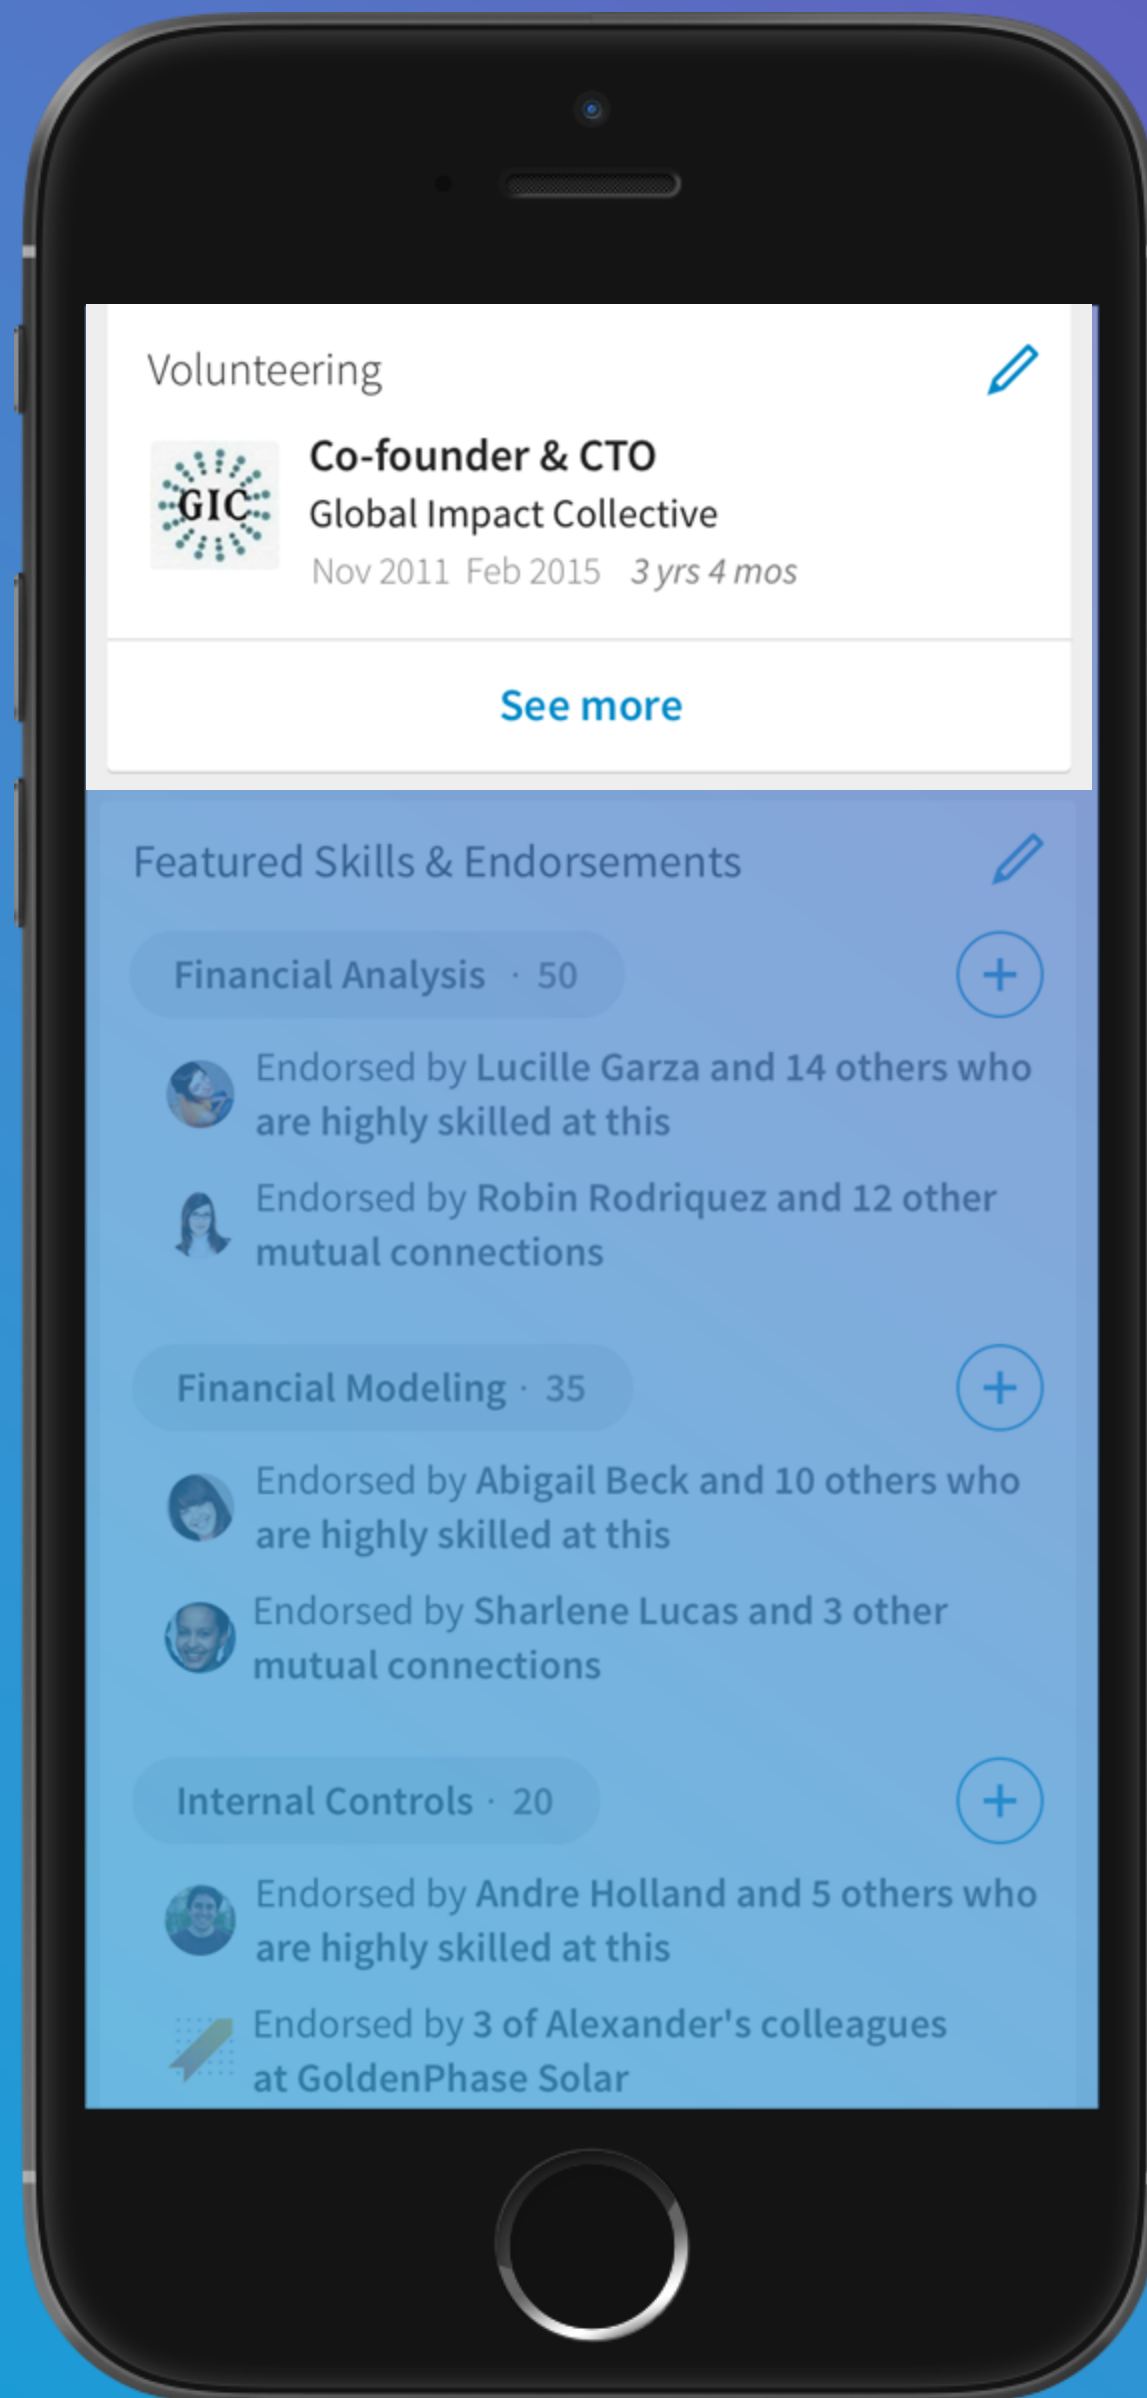 Volunteering
GIC
Co-founder & CTO
Global Impact Collective
Nov 2011 Feb 2015 3 yrs 4 mos
See more
Featured Skills & Endorsements
Financial Analysis · 50
Endorsed by Lucille Garza and 14 others who
are highly skilled at this
Endorsed by Robin Rodriquez and 12 other
mutual connections
Financial Modeling · 35
Endorsed by Abigail Beck and 10 others who
are highly skilled at this
Endorsed by Sharlene Lucas and 3 other
mutual connections
Internal Controls · 20
Endorsed by Andre Holland and 5 others who
are highly skilled at this
Endorsed by 3 of Alexander's colleagues
at GoldenPhase Solar